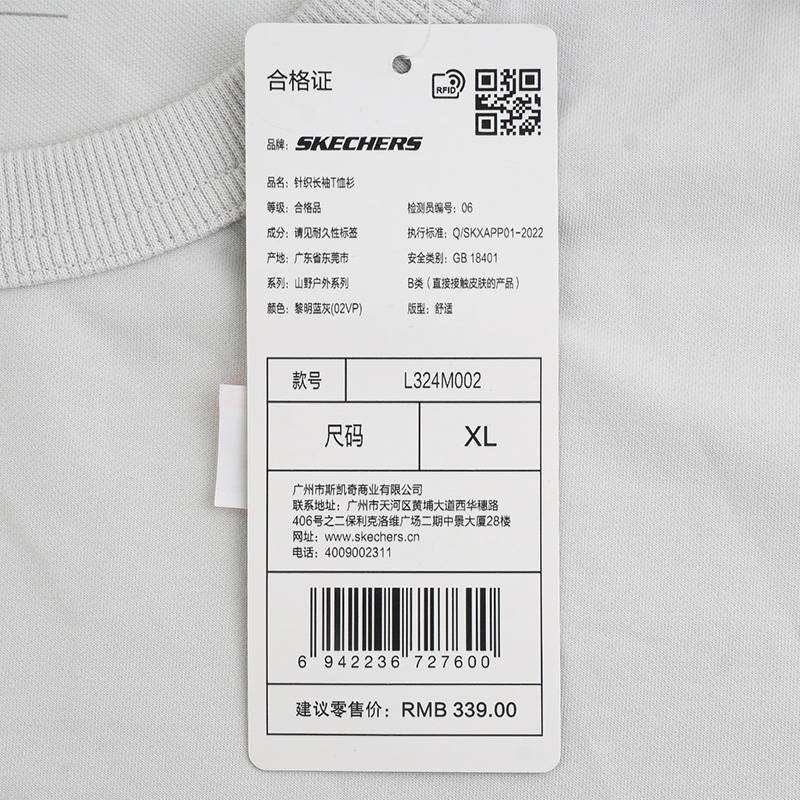 合格证
RFID
品牌: SKECHERS
品名: 针织长袖T恤衫
等级: 合格品 检测员编号: 06
成分: 请见耐久性标签 执行标准: Q/SKXAPP01-2022
产地: 广东省东莞市 安全类别: GB 18401
系列: 山野户外系列 B类（直接接触皮肤的产品）
颜色: 黎明蓝灰(02VP) 版型: 舒适
款号 L324M002
尺码 XL
广州市斯凯奇商业有限公司
联系地址: 广州市天河区黄埔大道西华穗路
406号之二保利克洛维广场二期中景大厦28楼
网址: www.skechers.cn
电话: 4009002311
6 942236 727600
建议零售价: RMB 339.00